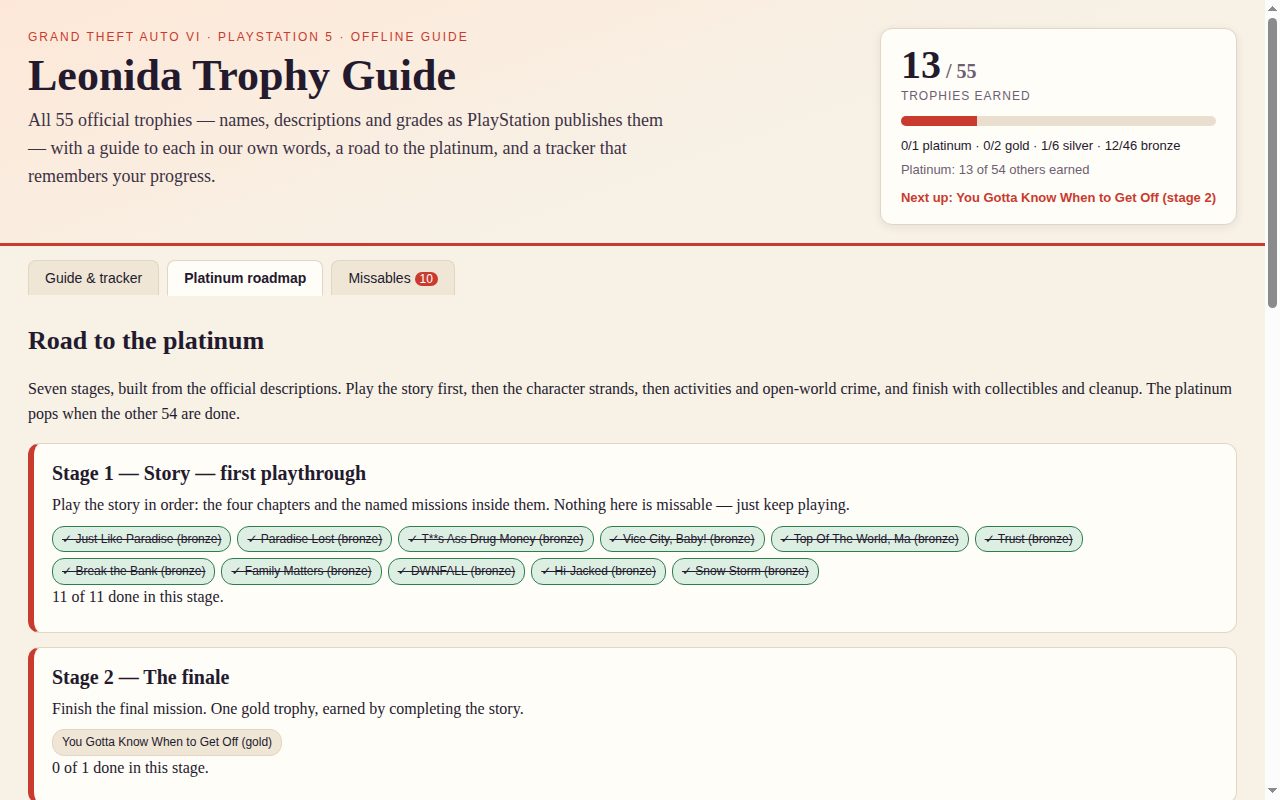 GRAND THEFT AUTO VI · PLAYSTATION 5 · OFFLINE GUIDE
Leonida Trophy Guide
All 55 official trophies — names, descriptions and grades as PlayStation publishes them
— with a guide to each in our own words, a road to the platinum, and a tracker that
remembers your progress.
13 / 55
TROPHIES EARNED
0/1 platinum · 0/2 gold · 1/6 silver · 12/46 bronze
Platinum: 13 of 54 others earned
Next up: You Gotta Know When to Get Off (stage 2)
Guide & tracker
Platinum roadmap
Missables 10
Road to the platinum
Seven stages, built from the official descriptions. Play the story first, then the character strands, then activities and open-world crime, and finish with collectibles and cleanup. The platinum
pops when the other 54 are done.
Stage 1 — Story — first playthrough
Play the story in order: the four chapters and the named missions inside them. Nothing here is missable — just keep playing.
✓ Just Like Paradise (bronze) ✓ Paradise Lost (bronze) ✓ T**s Ass Drug Money (bronze) ✓ Vice City, Baby! (bronze) ✓ Top Of The World, Ma (bronze) ✓ Trust (bronze)
✓ Break the Bank (bronze) ✓ Family Matters (bronze) ✓ DWNFALL (bronze) ✓ Hi-Jacked (bronze) ✓ Snow Storm (bronze)
11 of 11 done in this stage.
Stage 2 — The finale
Finish the final mission. One gold trophy, earned by completing the story.
You Gotta Know When to Get Off (gold)
0 of 1 done in this stage.